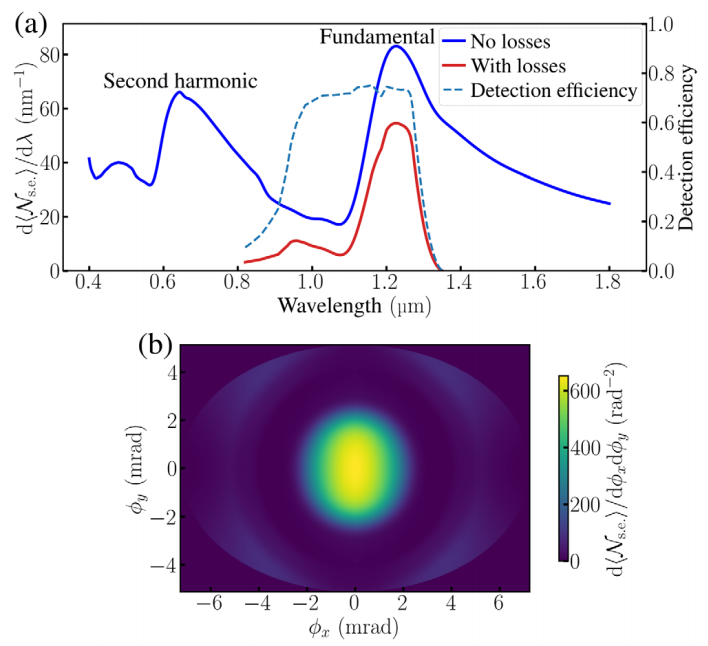 (a)
Fundamental
Second harmonic
No losses
With losses
Detection efficiency
d⟨𝒩s.e.⟩/dλ (nm⁻¹)
80
60
40
20
0
1.0
0.8
0.6
0.4
0.2
0.0
Detection efficiency
0.4 0.6 0.8 1.0 1.2 1.4 1.6 1.8
Wavelength (μm)
(b)
ϕy (mrad)
4
2
0
−2
−4
−6 −4 −2 0 2 4 6
ϕx (mrad)
600
400
200
0
d⟨𝒩s.e.⟩/dϕxdϕy (rad⁻²)